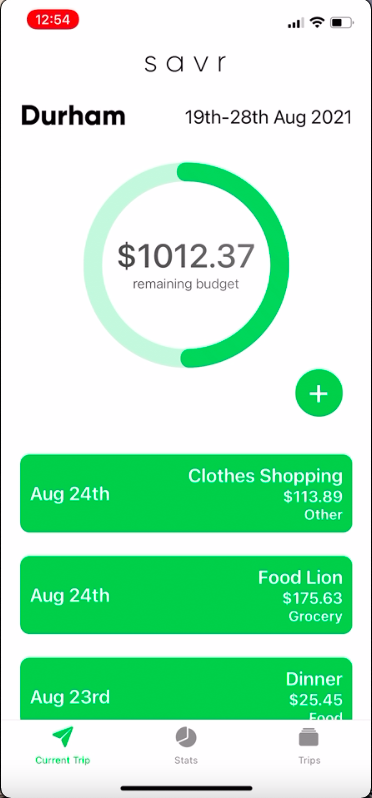 12:54
savr
Durham
19th-28th Aug 2021
$1012.37
remaining budget
+
Clothes Shopping
Aug 24th
$113.89
Other
Food Lion
Aug 24th
$175.63
Grocery
Dinner
Aug 23rd
$25.45
Food
Current Trip
Stats
Trips